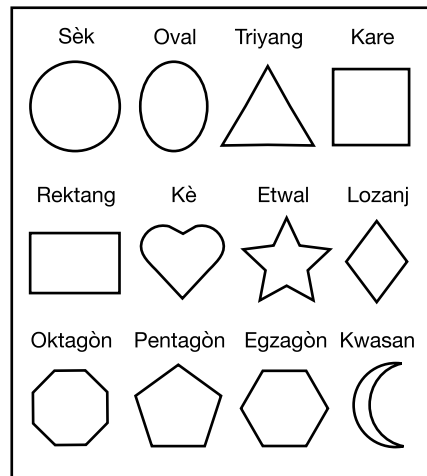 Sèk Oval Triyang Kare
Rektang Kè Etwal Lozanj
Oktagòn Pentagòn Egzagòn Kwasan